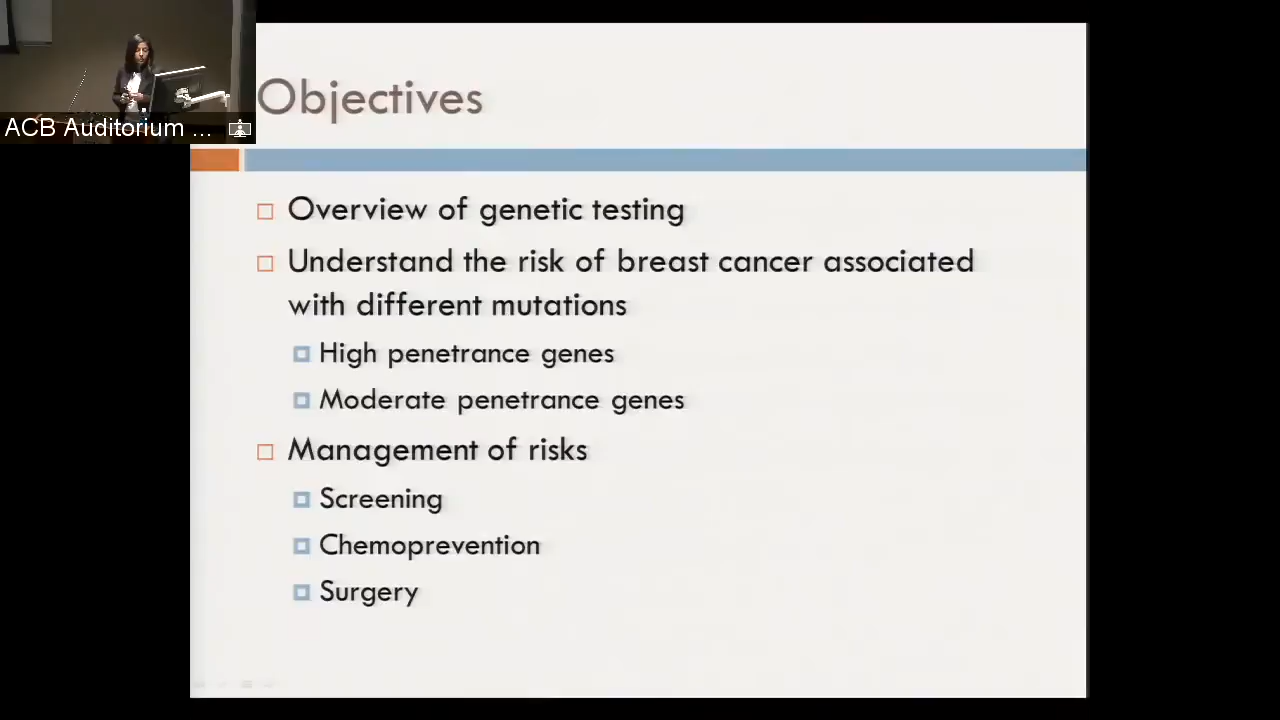 Objectives
ACB Auditorium ...
Overview of genetic testing
Understand the risk of breast cancer associated
with different mutations
High penetrance genes
Moderate penetrance genes
Management of risks
Screening
Chemoprevention
Surgery